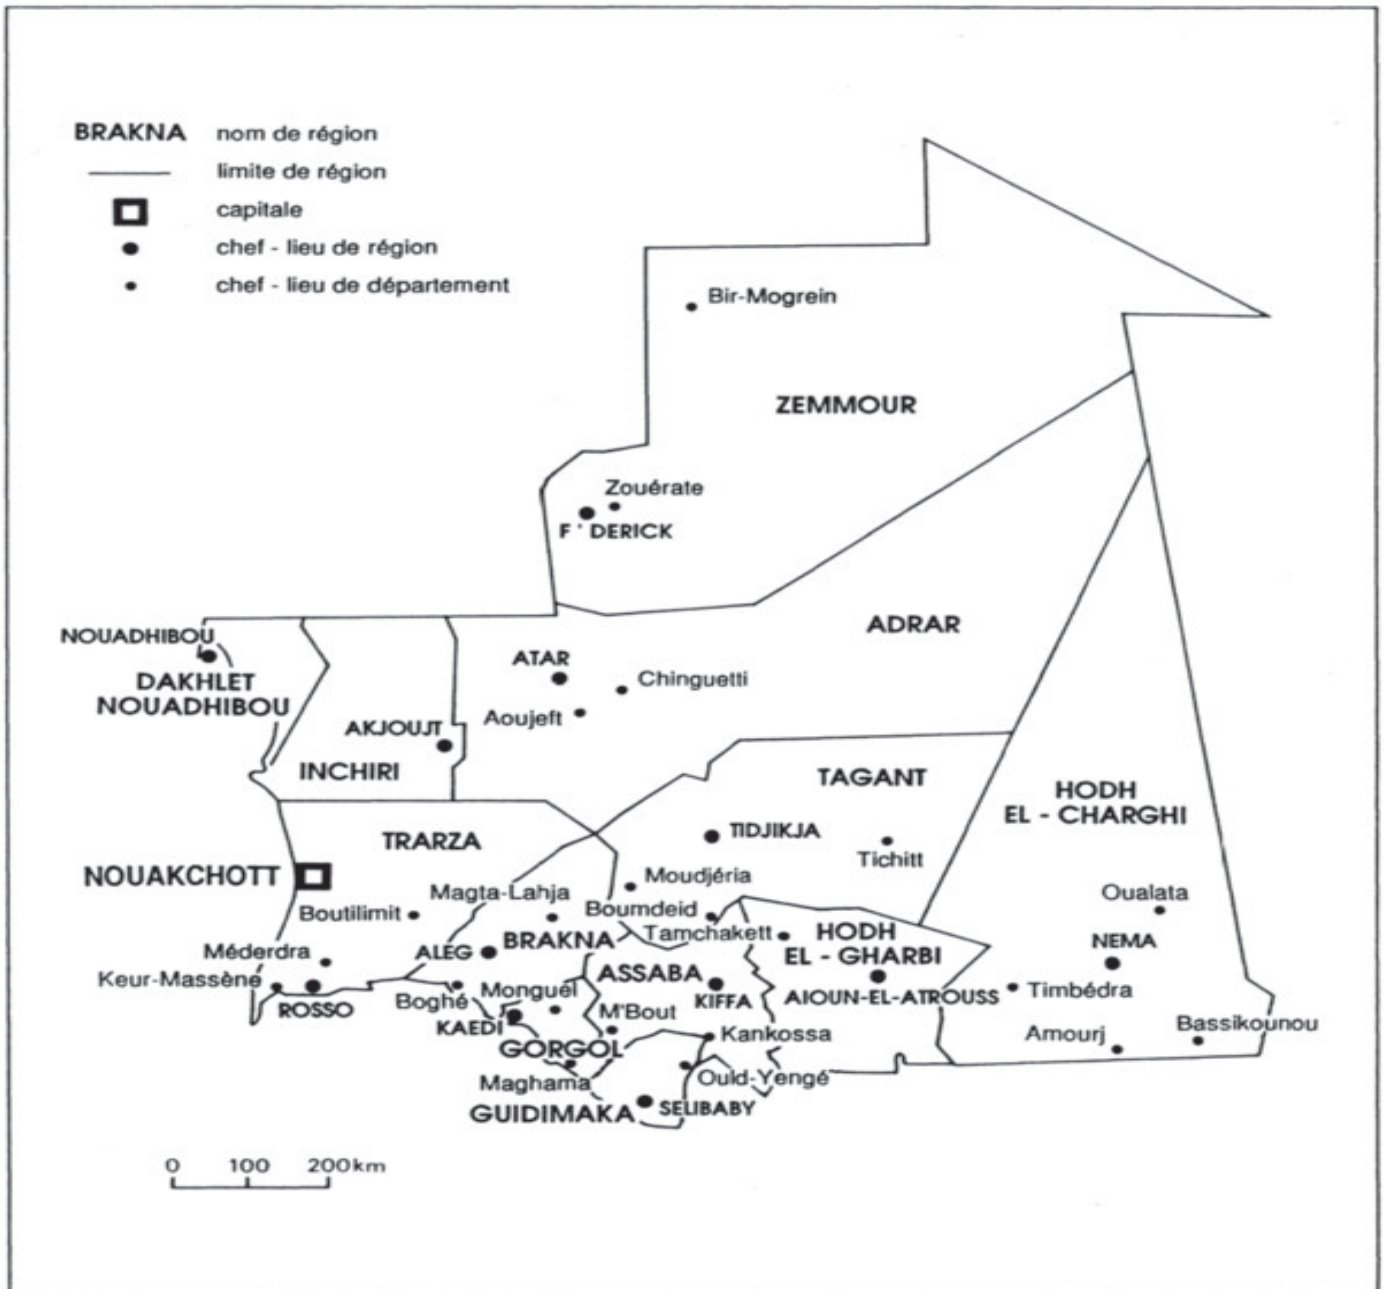 BRAKNA nom de région
limite de région
capitale
chef - lieu de région
chef - lieu de département
Bir-Mogrein
ZEMMOUR
Zouérate
F ' DERICK
ADRAR
NOUADHIBOU
DAKHLET
NOUADHIBOU
ATAR
Chinguetti
Aoujeft
AKJOUJT
INCHIRI
TAGANT
HODH
EL - CHARGHI
TRARZA
TIDJIKJA
Tichitt
NOUAKCHOTT
Moudjéria
Magta-Lahja
Boutilimit
Boumdeid
Oualata
Tamchakett
HODH
EL - GHARBI
BRAKNA
ALEG
NEMA
Méderdra
Keur-Massène
ASSABA
KIFFA
AIOUN-EL-ATROUSS
Timbédra
ROSSO
Boghé
Monguél
KAEDI
M'Bout
GORGOL
Kankossa
Amourj
Bassikounou
Maghama
Ould-Yengé
GUIDIMAKA
SELIBABY
0 100 200km